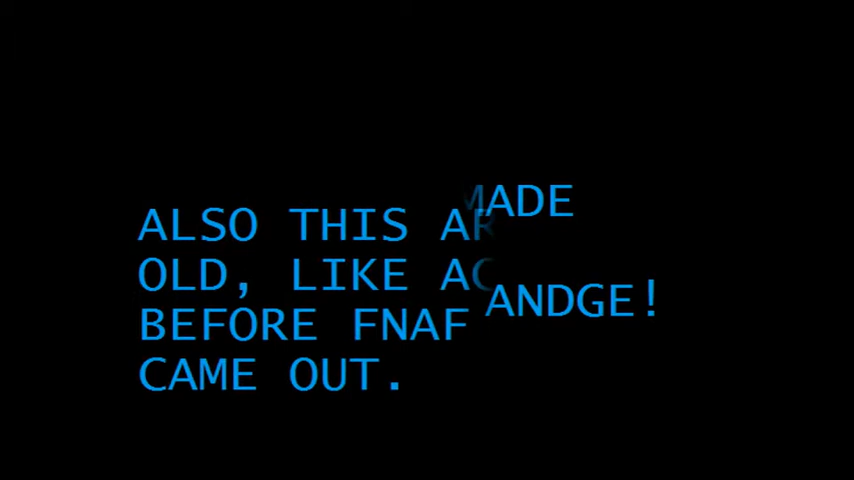 MADE
ALSO THIS
OLD, LIKE
ANDGE!
BEFORE FNAF
CAME OUT.